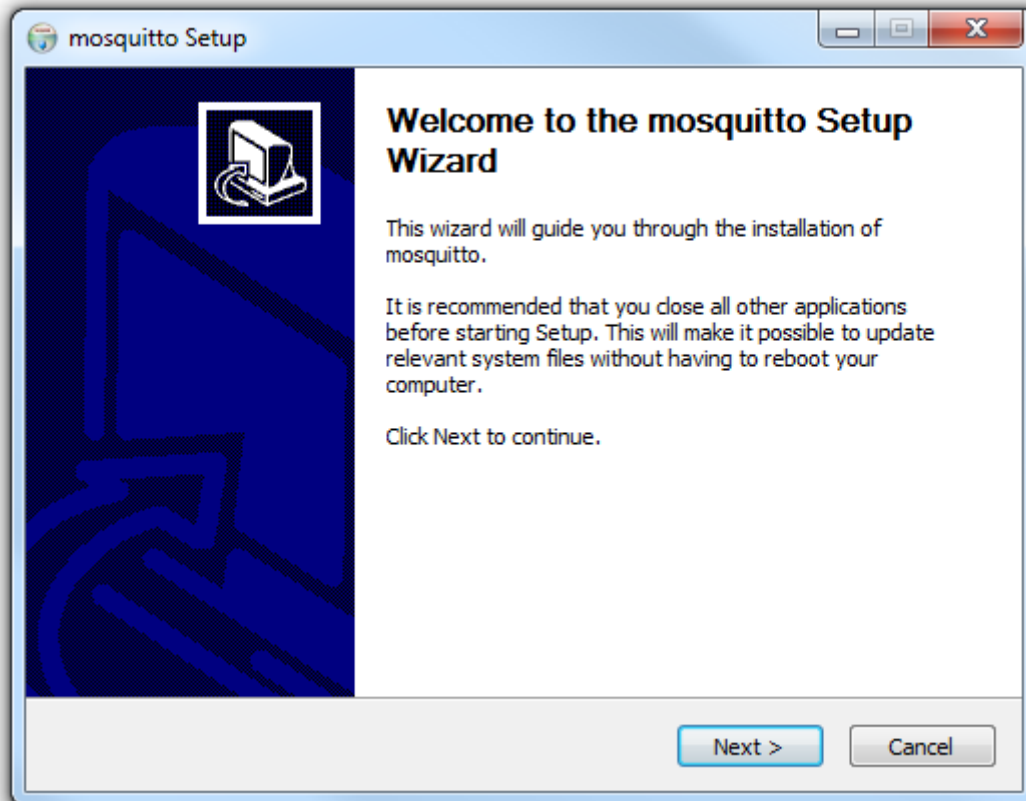 mosquitto Setup
Welcome to the mosquitto Setup
Wizard
This wizard will guide you through the installation of
mosquitto.
It is recommended that you close all other applications
before starting Setup. This will make it possible to update
relevant system files without having to reboot your
computer.
Click Next to continue.
Next >
Cancel